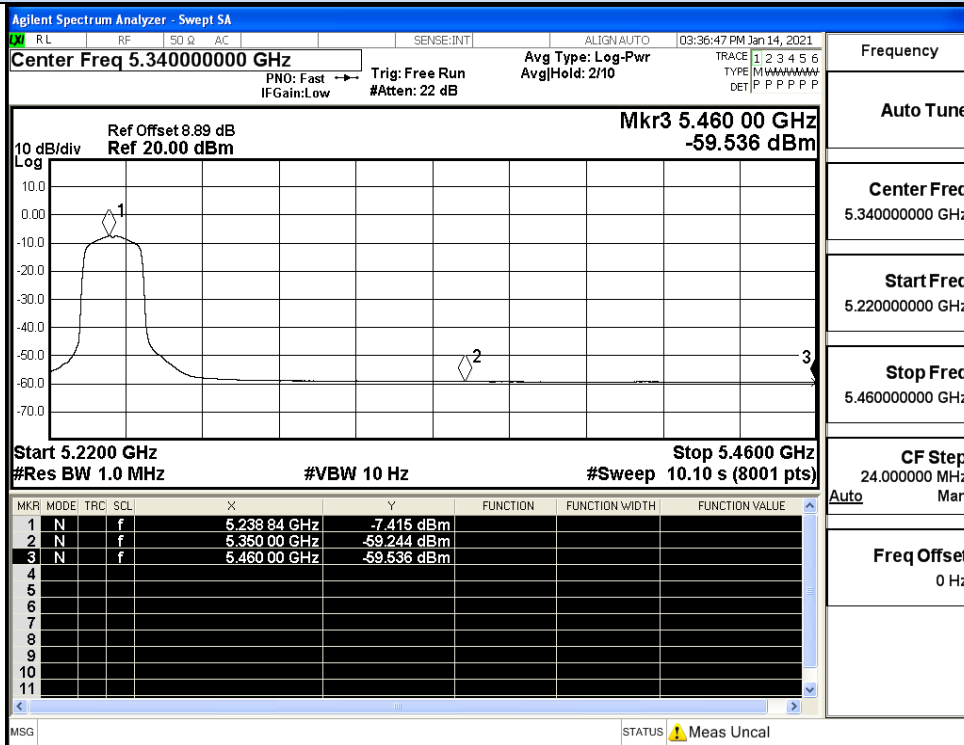 Agilent Spectrum Analyzer - Swept SA
LXI RL RF 50 Ω AC SENSE:INT ALIGN AUTO 03:36:47 PM Jan 14, 2021
Center Freq 5.340000000 GHz
PNO: Fast
IFGain:Low
Trig: Free Run
#Atten: 22 dB
Avg Type: Log-Pwr
Avg|Hold: 2/10
TRACE 1 2 3 4 5 6
TYPE M WWWWW
DET P P P P P P
Ref Offset 8.89 dB
10 dB/div Ref 20.00 dBm
Log
Mkr3 5.460 00 GHz
-59.536 dBm
10.0
0.00
-10.0
-20.0
-30.0
-40.0
-50.0
-60.0
-70.0
1
2
3
Start 5.2200 GHz Stop 5.4600 GHz
#Res BW 1.0 MHz #VBW 10 Hz #Sweep 10.10 s (8001 pts)
MKR MODE TRC SCL X Y FUNCTION FUNCTION WIDTH FUNCTION VALUE
1 N f 5.238 84 GHz -7.415 dBm
2 N f 5.350 00 GHz -59.244 dBm
3 N f 5.460 00 GHz -59.536 dBm
4
5
6
7
8
9
10
11
MSG STATUS Meas Uncal
Frequency
Auto Tune
Center Freq
5.340000000 GHz
Start Freq
5.220000000 GHz
Stop Freq
5.460000000 GHz
CF Step
24.000000 MHz
Auto Man
Freq Offset
0 Hz